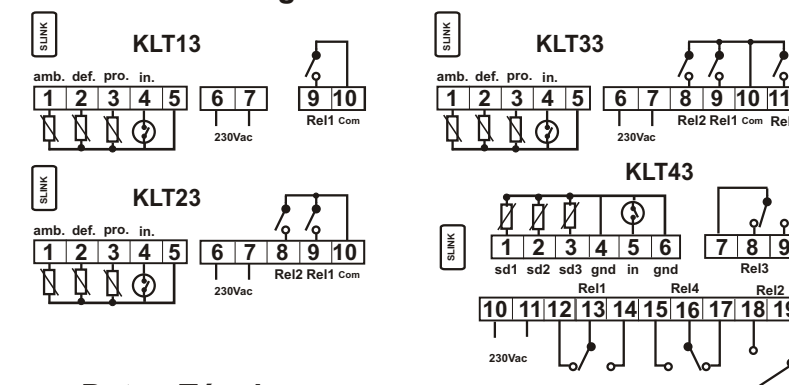 SLINK
KLT13
amb. def. pro. in.
1 2 3 4 5 6 7 9 10
230Vac
Rel1 Com
SLINK
KLT33
amb. def. pro. in.
1 2 3 4 5 6 7 8 9 10 11
230Vac
Rel2 Rel1 Com
SLINK
KLT23
amb. def. pro. in.
1 2 3 4 5 6 7 8 9 10
230Vac
Rel2 Rel1 Com
KLT43
SLINK
1 2 3 4 5 6 7 8 9
sd1 sd2 sd3 gnd in gnd
Rel3
Rel1 Rel4 Rel2
10 11 12 13 14 15 16 17 18 19
230Vac